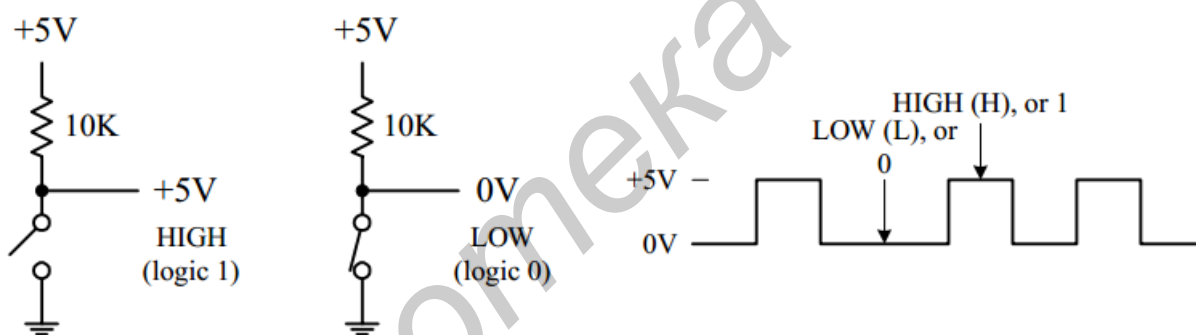 +5V
10K
+5V
HIGH
(logic 1)
+5V
10K
0V
LOW
(logic 0)
HIGH (H), or 1
LOW (L), or
0
+5V
0V
отека